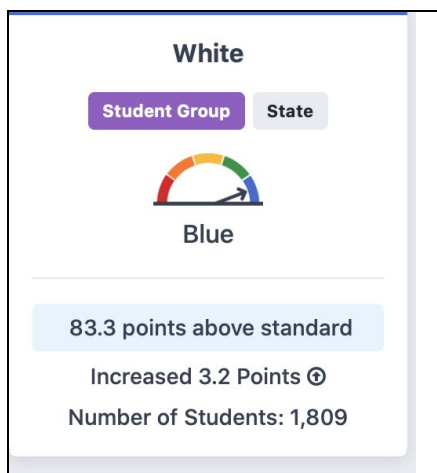 White
Student Group State
Blue
83.3 points above standard
Increased 3.2 Points
Number of Students: 1,809